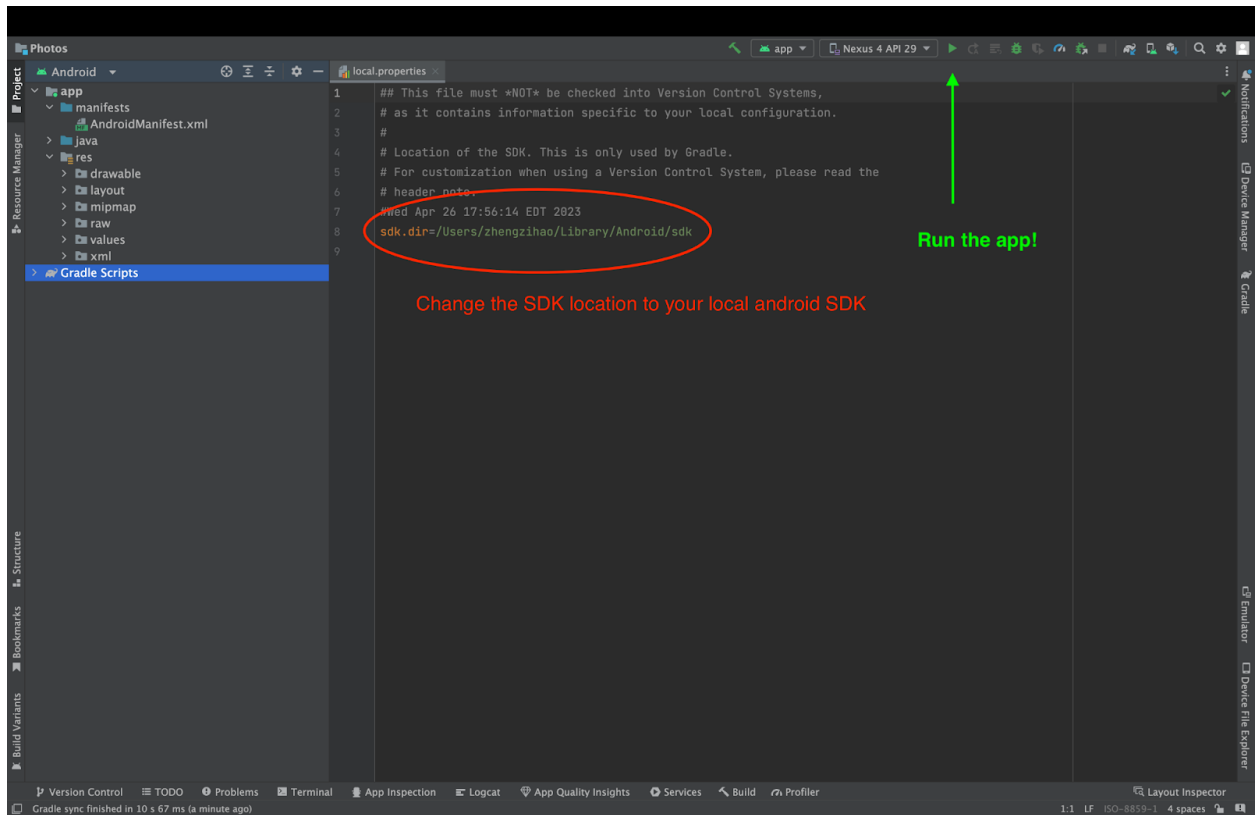 Photos
app
Nexus 4 API 29
Android
local.properties
Project
Resource Manager
Structure
Bookmarks
Build Variants
app
manifests
AndroidManifest.xml
java
res
drawable
layout
mipmap
raw
values
xml
Gradle Scripts
1 ## This file must *NOT* be checked into Version Control Systems,
2 # as it contains information specific to your local configuration.
3 #
4 # Location of the SDK. This is only used by Gradle.
5 # For customization when using a Version Control System, please read the
6 # header note.
7 #Wed Apr 26 17:56:14 EDT 2023
8 sdk.dir=/Users/zhengzihao/Library/Android/sdk
9
Run the app!
Change the SDK location to your local android SDK
Notifications
Device Manager
Gradle
Emulator
Device File Explorer
Version Control TODO Problems Terminal App Inspection Logcat App Quality Insights Services Build Profiler Layout Inspector
Gradle sync finished in 10 s 67 ms (a minute ago) 1:1 LF ISO-8859-1 4 spaces